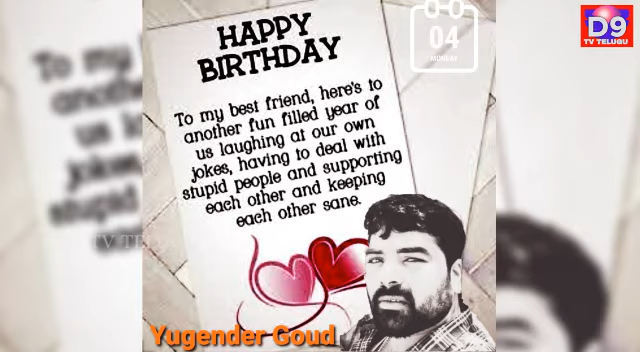 HAPPY
BIRTHDAY
To my best friend, here's to
another fun filled year of
us laughing at our own
jokes, having to deal with
stupid people and supporting
each other and keeping
each other sane.
04
MONDAY
D9
TV TELUGU
Yugender Goud